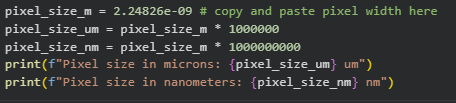 pixel_size_m = 2.24826e-09 # copy and paste pixel width here
pixel_size_um = pixel_size_m * 1000000
pixel_size_nm = pixel_size_m * 1000000000
print(f"Pixel size in microns: {pixel_size_um} um")
print(f"Pixel size in nanometers: {pixel_size_nm} nm")